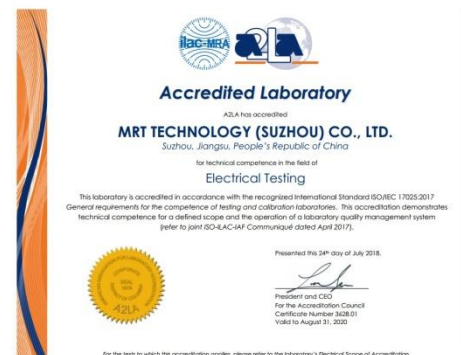 ilac-MRA
A2LA
Accredited Laboratory
A2LA has accredited
MRT TECHNOLOGY (SUZHOU) CO., LTD.
Suzhou, Jiangsu, People's Republic of China
for technical competence in the field of
Electrical Testing
This laboratory is accredited in accordance with the recognized International Standard ISO/IEC 17025:2017
General requirements for the competence of testing and calibration laboratories. This accreditation demonstrates
technical competence for a defined scope and the operation of a laboratory quality management system
(refer to joint ISO-ILAC-IAF Communiqué dated April 2017).
Presented this 24th day of July 2018.
President and CEO
For the Accreditation Council
Certificate Number 3628.01
Valid to August 31, 2020
CORPORATE
SEAL
A2LA
For the tests to which this accreditation applies, please refer to the laboratory's Electrical Scope of Accreditation.